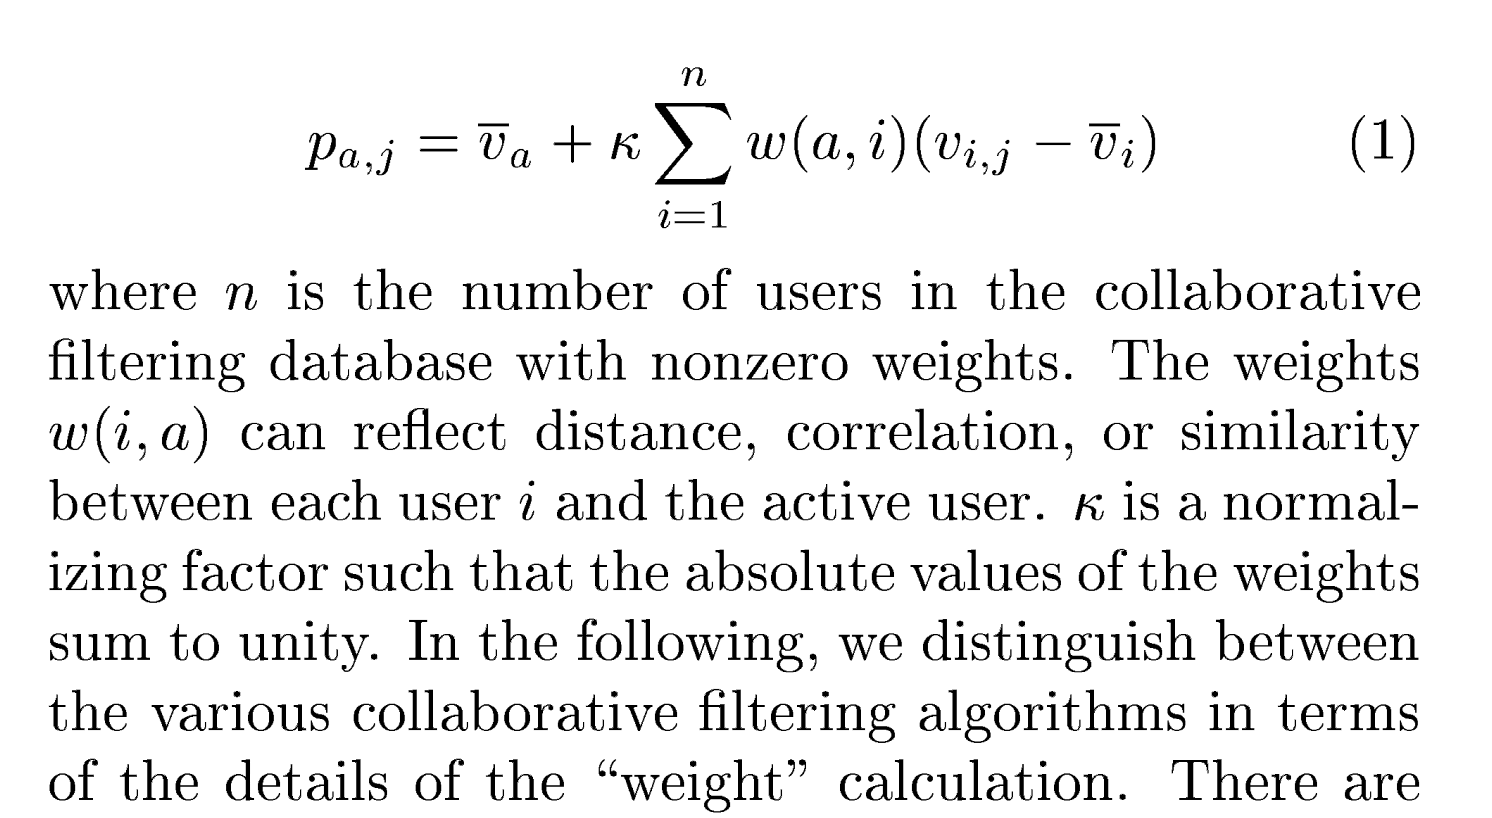 p_{a,j} = \overline{v}_a + \kappa \sum_{i=1}^{n} w(a, i)(v_{i,j} - \overline{v}_i) (1)
where n is the number of users in the collaborative
filtering database with nonzero weights. The weights
w(i, a) can reflect distance, correlation, or similarity
between each user i and the active user. κ is a normal-
izing factor such that the absolute values of the weights
sum to unity. In the following, we distinguish between
the various collaborative filtering algorithms in terms
of the details of the “weight” calculation. There are